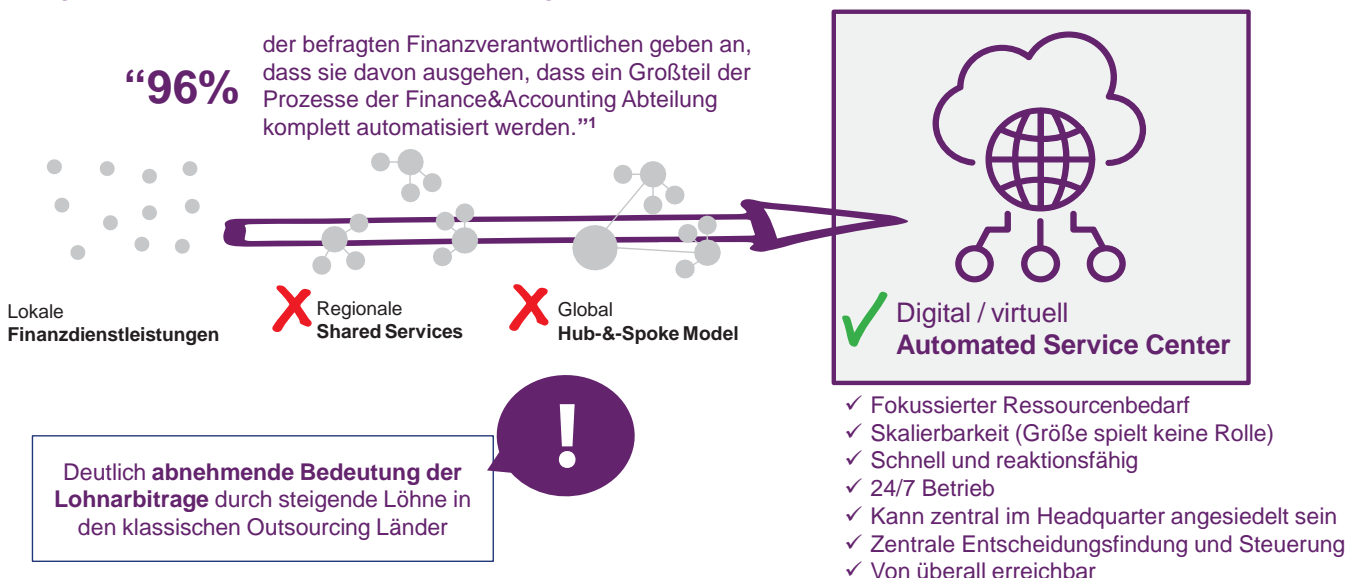 “96%
der befragten Finanzverantwortlichen geben an,
dass sie davon ausgehen, dass ein Großteil der
Prozesse der Finance&Accounting Abteilung
komplett automatisiert werden.”1
Lokale
Finanzdienstleistungen
Regionale
Shared Services
Global
Hub-&-Spoke Model
Digital / virtuell
Automated Service Center
!
Deutlich abnehmende Bedeutung der
Lohnarbitrage durch steigende Löhne in
den klassischen Outsourcing Länder
✓ Fokussierter Ressourcenbedarf
✓ Skalierbarkeit (Größe spielt keine Rolle)
✓ Schnell und reaktionsfähig
✓ 24/7 Betrieb
✓ Kann zentral im Headquarter angesiedelt sein
✓ Zentrale Entscheidungsfindung und Steuerung
✓ Von überall erreichbar